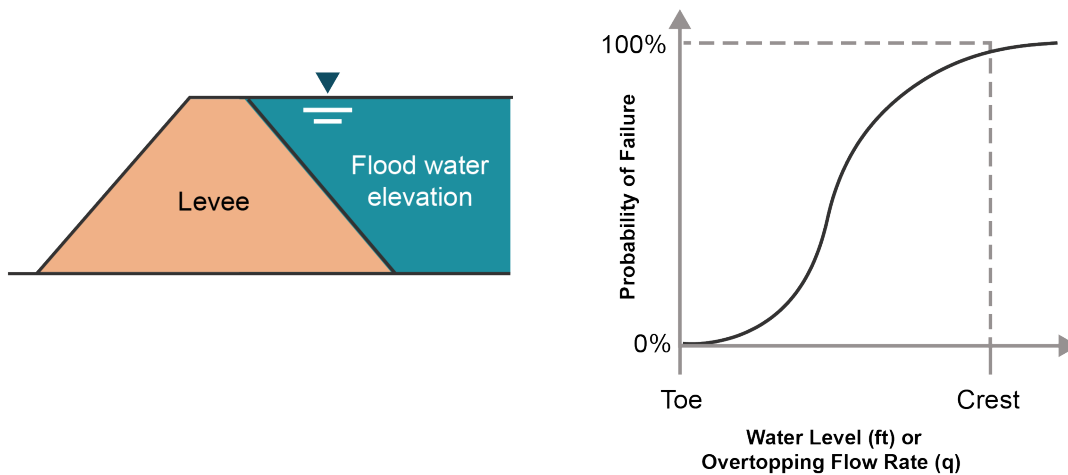 Levee
Flood water
elevation
Probability of Failure
100%
0%
Toe
Crest
Water Level (ft) or
Overtopping Flow Rate (q)